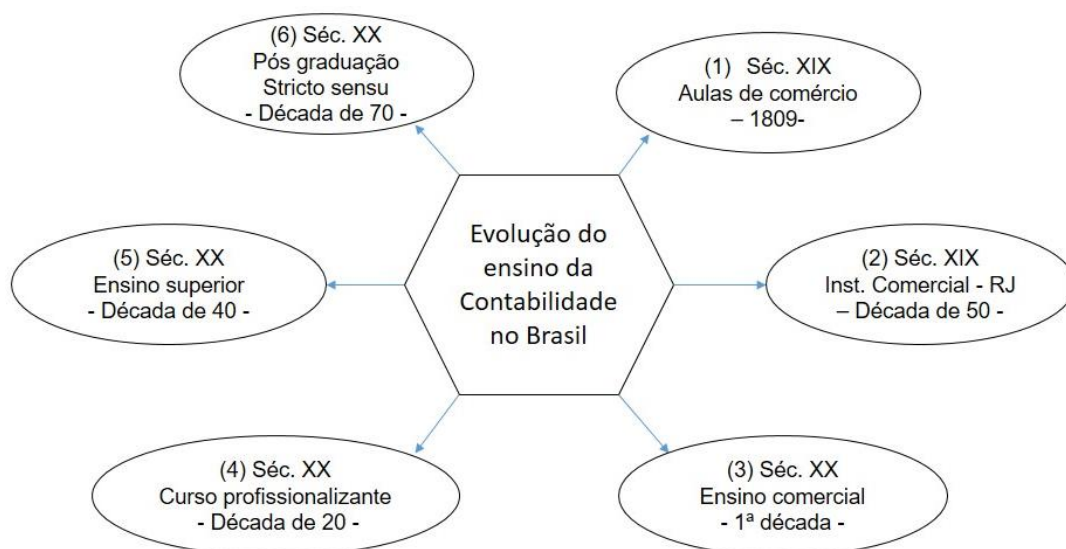 (6) Séc. XX
Pós graduação
Stricto sensu
- Década de 70 -
(1) Séc. XIX
Aulas de comércio
– 1809-
Evolução do
ensino da
Contabilidade
no Brasil
(5) Séc. XX
Ensino superior
- Década de 40 -
(2) Séc. XIX
Inst. Comercial - RJ
– Década de 50 -
(4) Séc. XX
Curso profissionalizante
- Década de 20 -
(3) Séc. XX
Ensino comercial
- 1ª década -